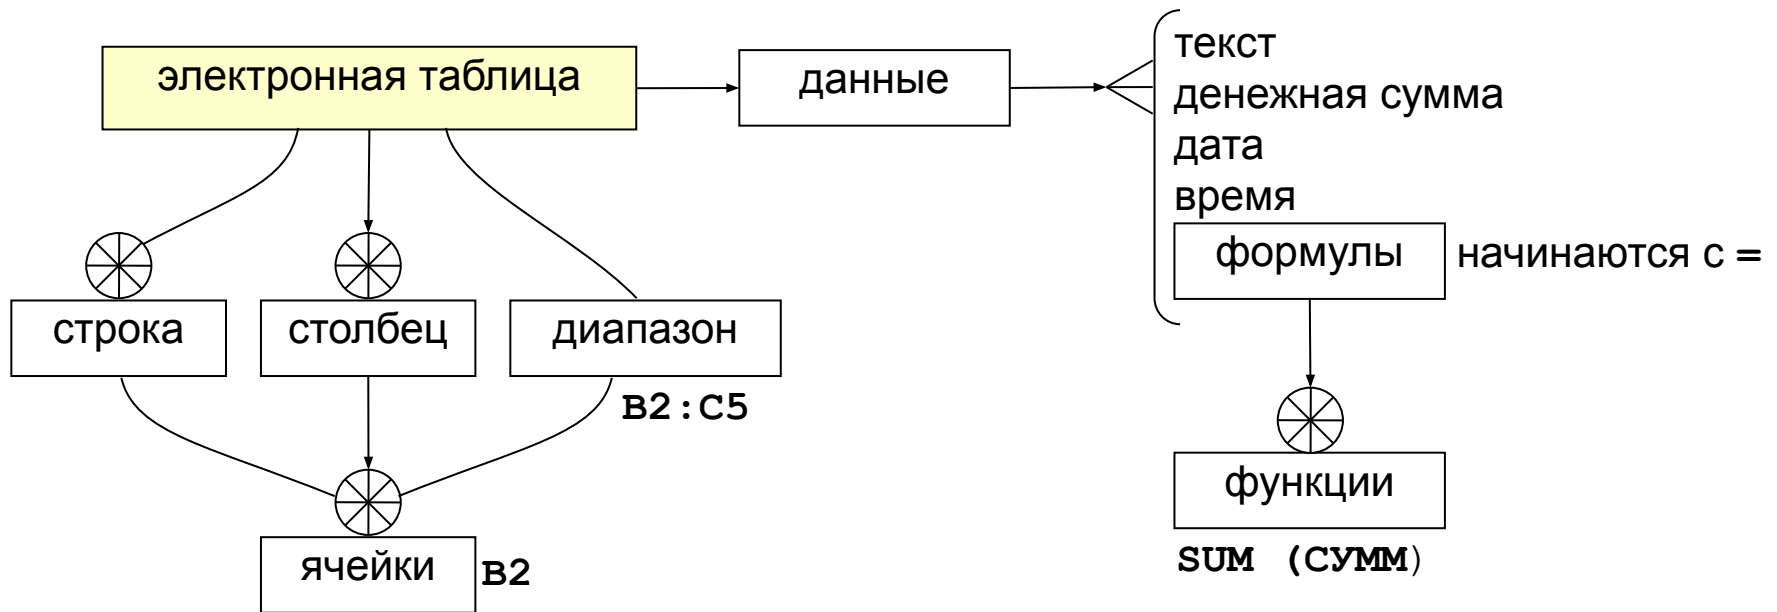 электронная таблица
данные
текст
денежная сумма
дата
время
формулы
начинаются с =
строка
столбец
диапазон
B2:C5
функции
SUM (СУММ)
ячейки
B2